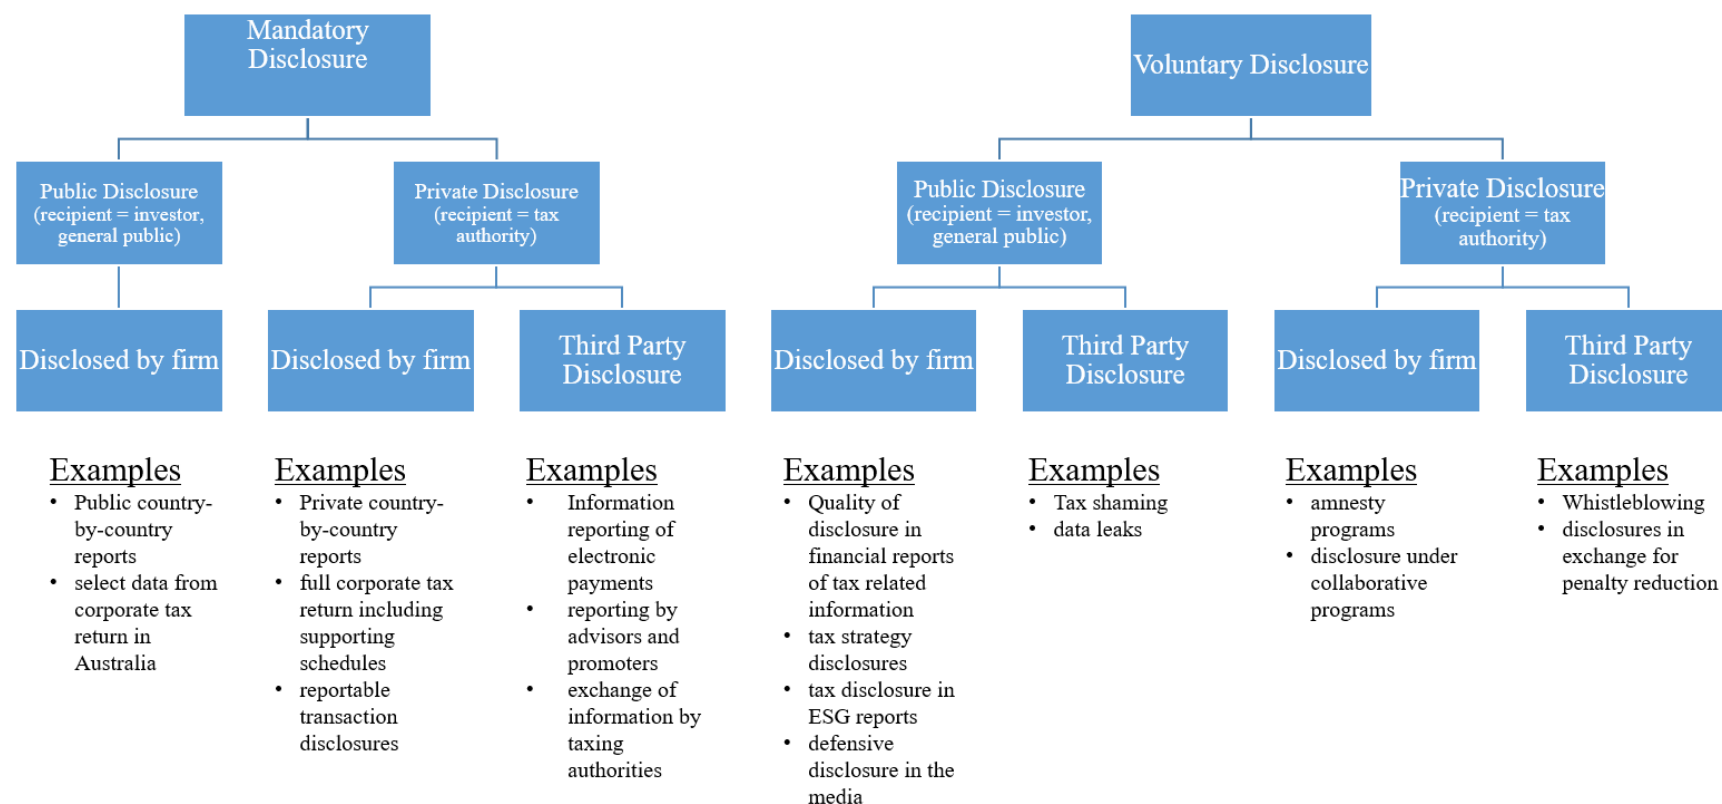 Mandatory
Disclosure
Voluntary Disclosure
Public Disclosure
(recipient = investor,
general public)
Private Disclosure
(recipient = tax
authority)
Public Disclosure
(recipient = investor,
general public)
Private Disclosure
(recipient = tax
authority)
Disclosed by firm
Disclosed by firm
Third Party
Disclosure
Disclosed by firm
Third Party
Disclosure
Disclosed by firm
Third Party
Disclosure
Examples
• Public country-
by-country
reports
• select data from
corporate tax
return in
Australia
Examples
• Private country-
by-country
reports
• full corporate tax
return including
supporting
schedules
• reportable
transaction
disclosures
Examples
• Information
reporting of
electronic
payments
• reporting by
advisors and
promoters
• exchange of
information by
taxing
authorities
Examples
• Quality of
disclosure in
financial reports
of tax related
information
• tax strategy
disclosures
• tax disclosure in
ESG reports
• defensive
disclosure in the
media
Examples
• Tax shaming
• data leaks
Examples
• amnesty
programs
• disclosure under
collaborative
programs
Examples
• Whistleblowing
• disclosures in
exchange for
penalty reduction